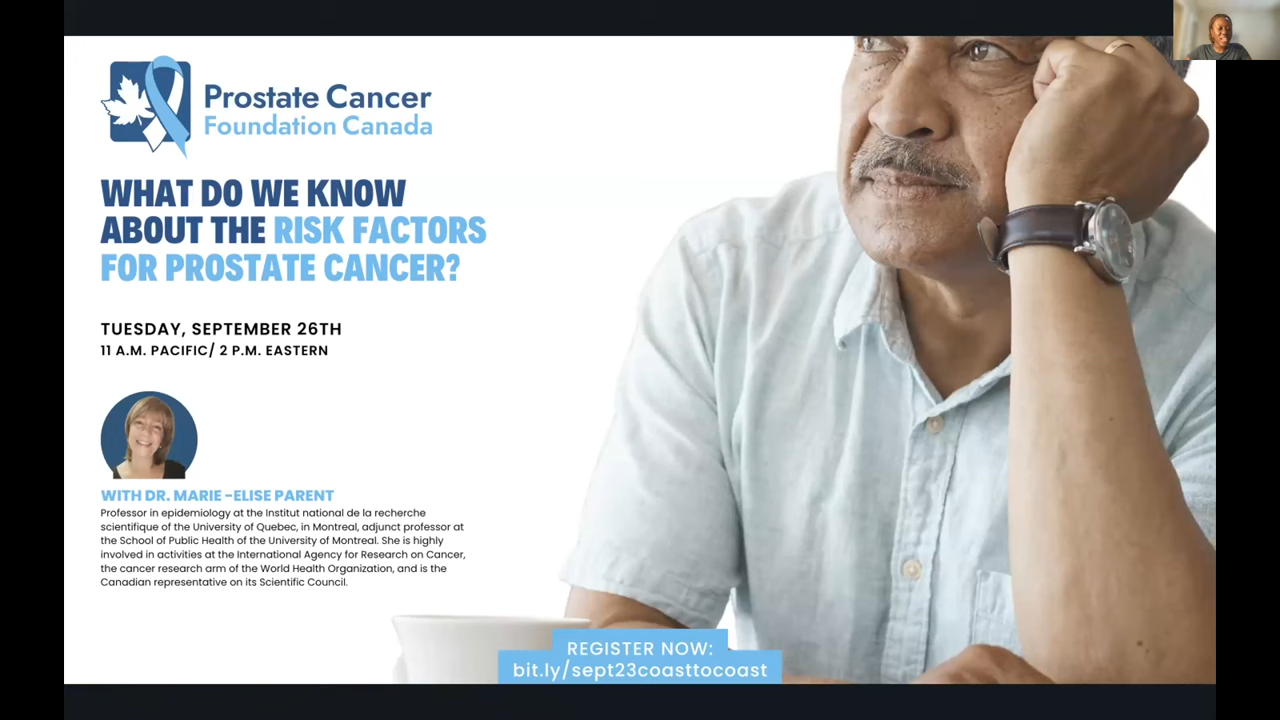 Prostate Cancer
Foundation Canada
WHAT DO WE KNOW
ABOUT THE RISK FACTORS
FOR PROSTATE CANCER?
TUESDAY, SEPTEMBER 26TH
11 A.M. PACIFIC/ 2 P.M. EASTERN
WITH DR. MARIE -ELISE PARENT
Professor in epidemiology at the Institut national de la recherche
scientifique of the University of Quebec, in Montreal, adjunct professor at
the School of Public Health of the University of Montreal. She is highly
involved in activities at the International Agency for Research on Cancer,
the cancer research arm of the World Health Organization, and is the
Canadian representative on its Scientific Council.
REGISTER NOW:
bit.ly/sept23coasttocoast